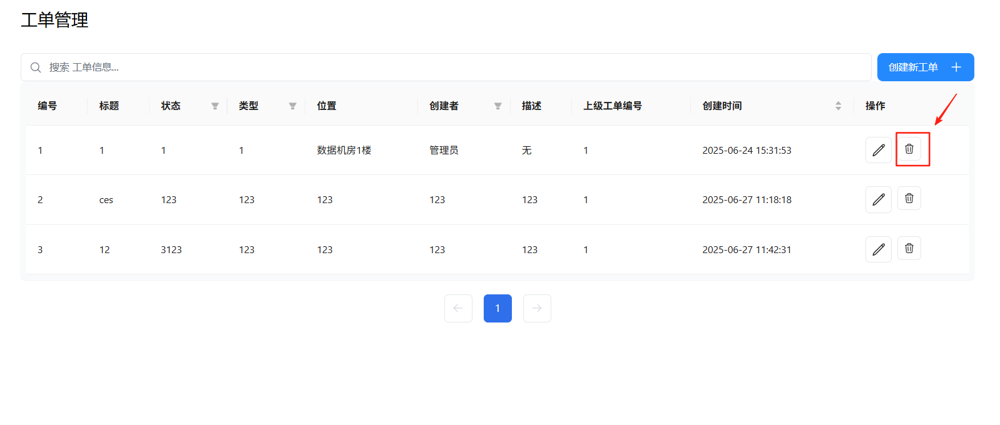 工单管理
搜索 工单信息...
创建新工单
编号 标题 状态 类型 位置 创建者 描述 上级工单编号 创建时间 操作
1 1 1 1 数据机房1楼 管理员 无 1 2025-06-24 15:31:53
2 ces 123 123 123 123 123 1 2025-06-27 11:18:18
3 12 3123 123 123 123 123 1 2025-06-27 11:42:31
1